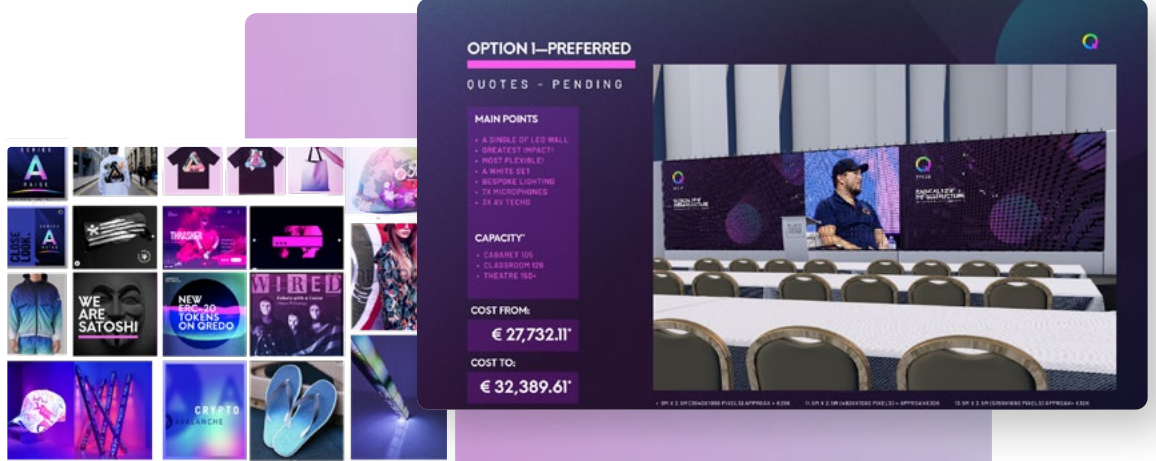 OPTION 1—PREFERRED
QUOTES - PENDING
MAIN POINTS
• A SINGLE OF LED WALL
• GREATEST IMPACT!
• MOST FLEXIBLE!
• A WHITE SET
• BESPOKE LIGHTING
• 7X MICROPHONES
• 3X AV TECHS
CAPACITY*
• CABARET 105
• CLASSROOM 126
• THEATRE 150+
COST FROM:
€ 27,732.11*
COST TO:
€ 32,389.61*
SERIES
A
RAISE
CLOSE
LOOK
SERIES
A
RAISE
THRASHER
WE
ARE
SATOSHI
NEW
ERC-20
TOKENS
ON QREDO
WIRED
CRYPTO
AVALANCHE